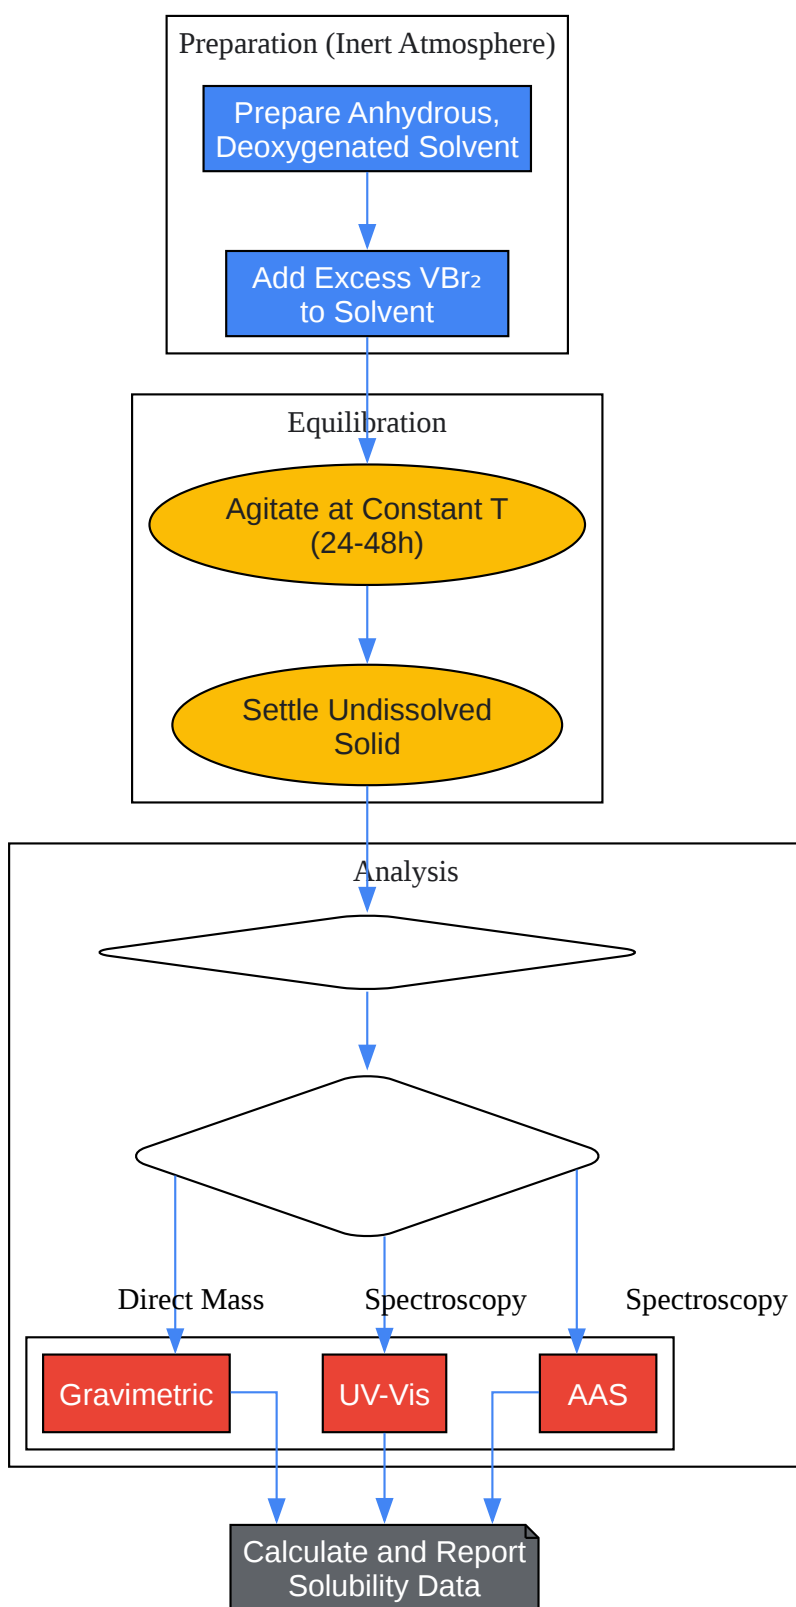 Preparation (Inert Atmosphere)
Prepare Anhydrous,
Deoxygenated Solvent
Add Excess VBr₂
to Solvent
Equilibration
Agitate at Constant T
(24-48h)
Settle Undissolved
Solid
Analysis
Direct Mass
Spectroscopy
Spectroscopy
Gravimetric
UV-Vis
AAS
Calculate and Report
Solubility Data